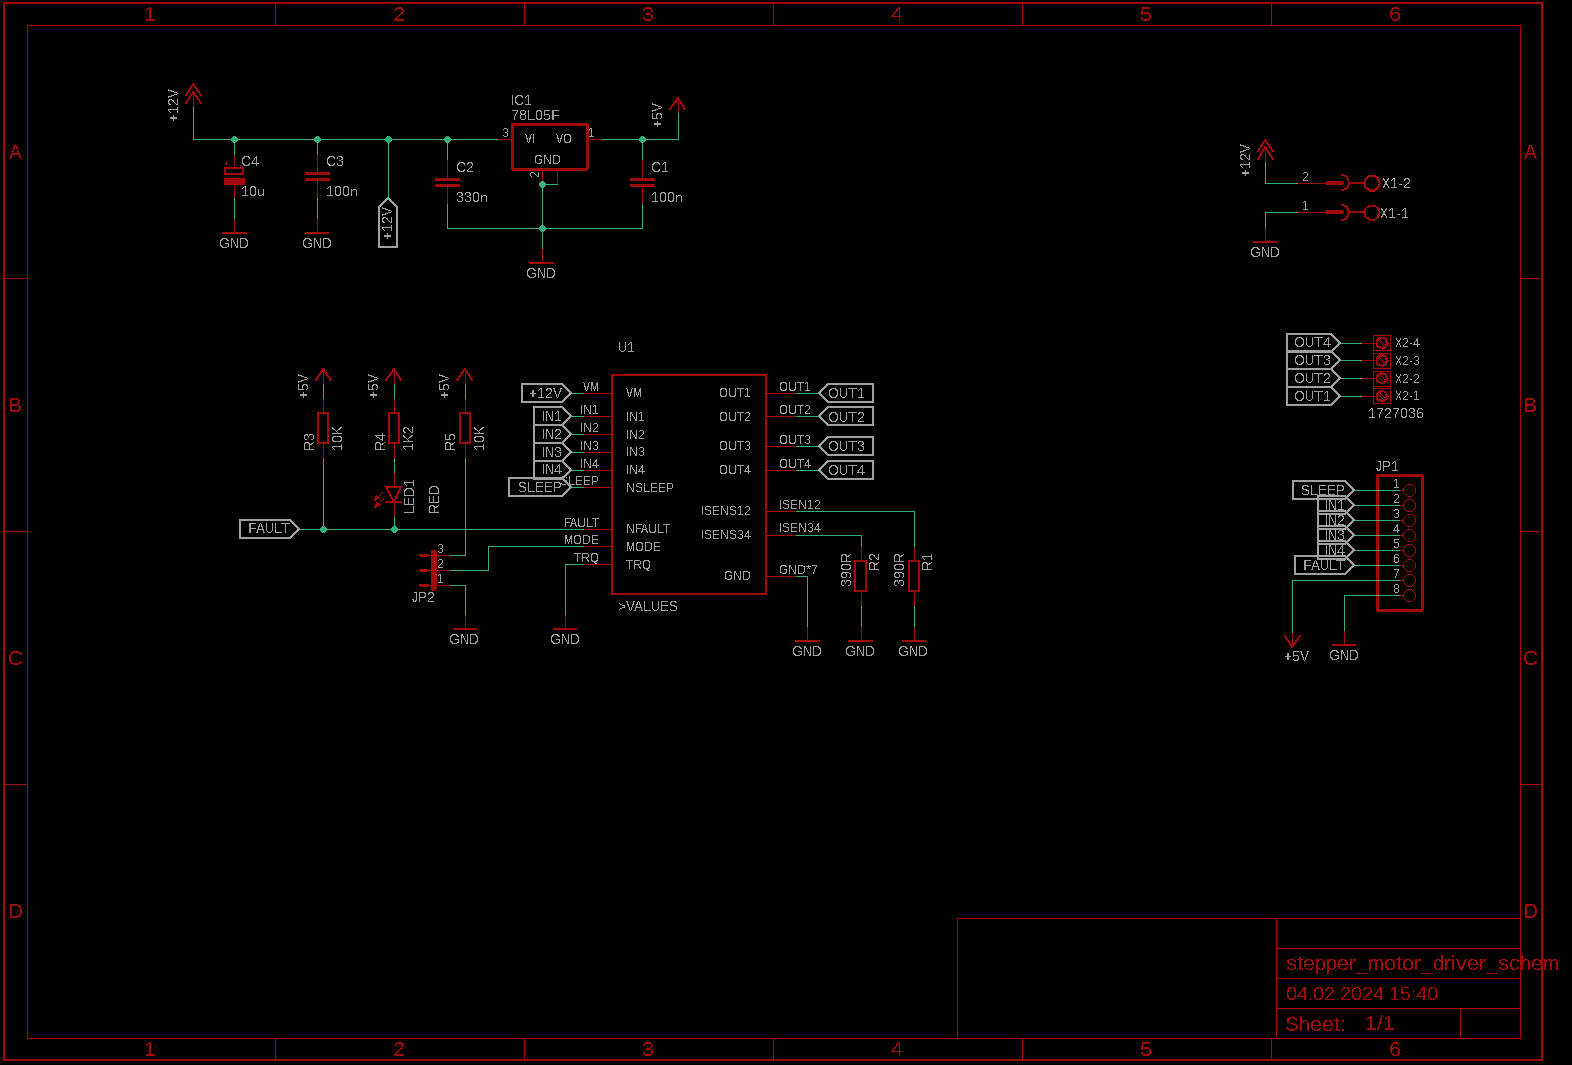 1 2 3 4 5 6
A A
+12V
C4
10u
GND
C3
100n
GND
+12V
C2
330n
IC1
78L05F
3 VI VO 1
GND
2
GND
+5V
C1
100n
+12V
2 X1-2
1 X1-1
GND
B B
+5V
R3
10K
+5V
R4
1K2
LED1
RED
+5V
R5
10K
FAULT
3
2
1
JP2
GND
GND
U1
+12V VM VM
IN1 IN1 IN1
IN2 IN2 IN2
IN3 IN3 IN3
IN4 IN4 IN4
SLEEP SLEEP NSLEEP
FAULT NFAULT
MODE MODE
TRQ TRQ
OUT1 OUT1 OUT1
OUT2 OUT2 OUT2
OUT3 OUT3 OUT3
OUT4 OUT4 OUT4
ISENS12 ISEN12
ISENS34 ISEN34
GND GND*7
>VALUES
390R
R2
390R
R1
GND GND GND
OUT4 X2-4
OUT3 X2-3
OUT2 X2-2
OUT1 X2-1
1727036
JP1
SLEEP 1
IN1 2
IN2 3
IN3 4
IN4 5
FAULT 6
7
8
+5V GND
C C
D D
stepper_motor_driver_schem
04.02.2024 15:40
Sheet: 1/1
1 2 3 4 5 6